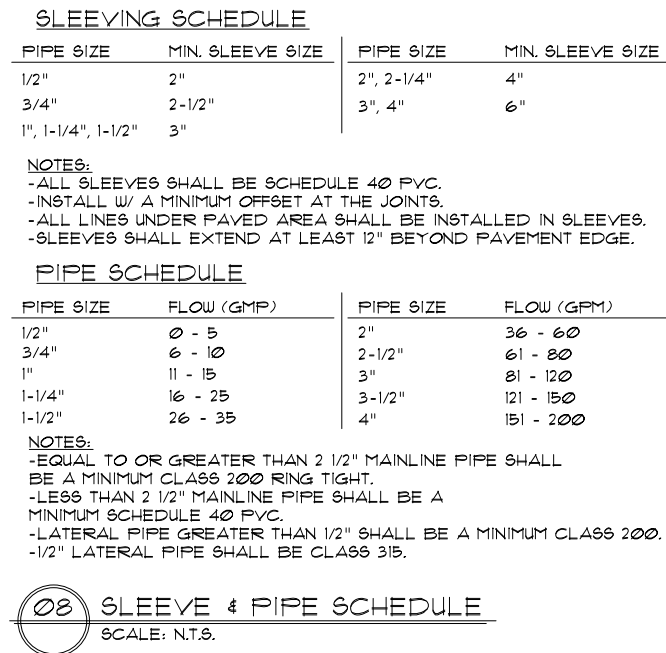 SLEEVING SCHEDULE
PIPE SIZE MIN. SLEEVE SIZE PIPE SIZE MIN. SLEEVE SIZE
1/2" 2" 2", 2-1/4" 4"
3/4" 2-1/2" 3", 4" 6"
1", 1-1/4", 1-1/2" 3"
NOTES:
-ALL SLEEVES SHALL BE SCHEDULE 40 PVC.
-INSTALL W/ A MINIMUM OFFSET AT THE JOINTS.
-ALL LINES UNDER PAVED AREA SHALL BE INSTALLED IN SLEEVES.
-SLEEVES SHALL EXTEND AT LEAST 12" BEYOND PAVEMENT EDGE.
PIPE SCHEDULE
PIPE SIZE FLOW (GMP) PIPE SIZE FLOW (GPM)
1/2" 0 - 5 2" 36 - 60
3/4" 6 - 10 2-1/2" 61 - 80
1" 11 - 15 3" 81 - 120
1-1/4" 16 - 25 3-1/2" 121 - 150
1-1/2" 26 - 35 4" 151 - 200
NOTES:
-EQUAL TO OR GREATER THAN 2 1/2" MAINLINE PIPE SHALL
BE A MINIMUM CLASS 200 RING TIGHT.
-LESS THAN 2 1/2" MAINLINE PIPE SHALL BE A
MINIMUM SCHEDULE 40 PVC.
-LATERAL PIPE GREATER THAN 1/2" SHALL BE A MINIMUM CLASS 200.
-1/2" LATERAL PIPE SHALL BE CLASS 315.
08 SLEEVE & PIPE SCHEDULE
SCALE: N.T.S.